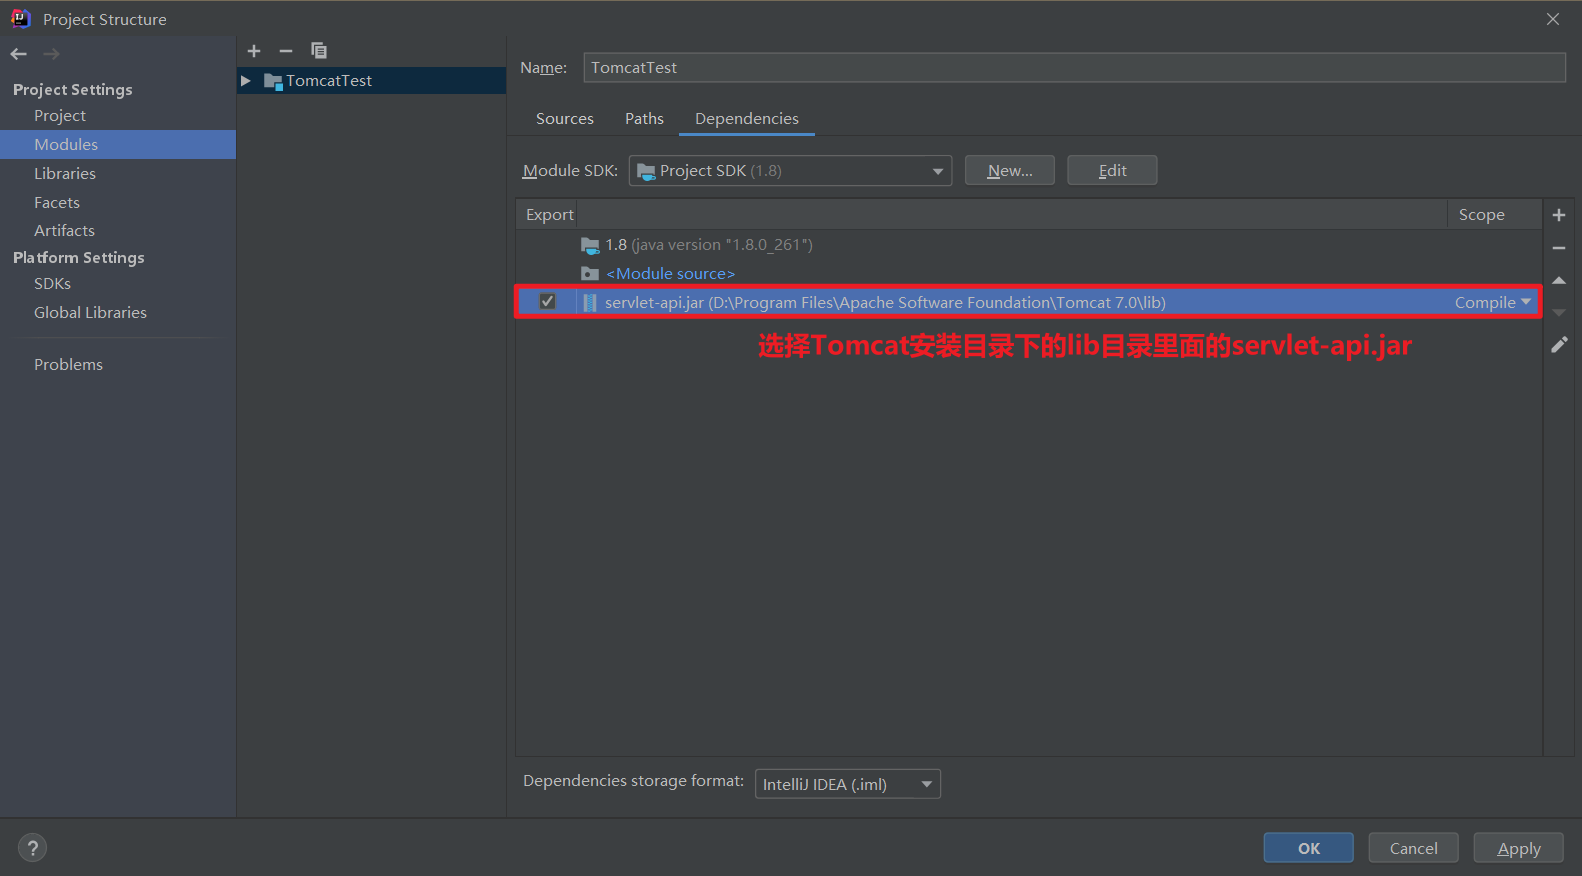 Project Structure
Project Settings
Project
Modules
Libraries
Facets
Artifacts
Platform Settings
SDKs
Global Libraries
Problems
TomcatTest
Name:
TomcatTest
Sources
Paths
Dependencies
Module SDK:
Project SDK (1.8)
New...
Edit
Export
Scope
1.8 (java version "1.8.0_261")
<Module source>
servlet-api.jar (D:\Program Files\Apache Software Foundation\Tomcat 7.0\lib)
Compile
选择Tomcat安装目录下的lib目录里面的servlet-api.jar
Dependencies storage format:
IntelliJ IDEA (.iml)
?
OK
Cancel
Apply